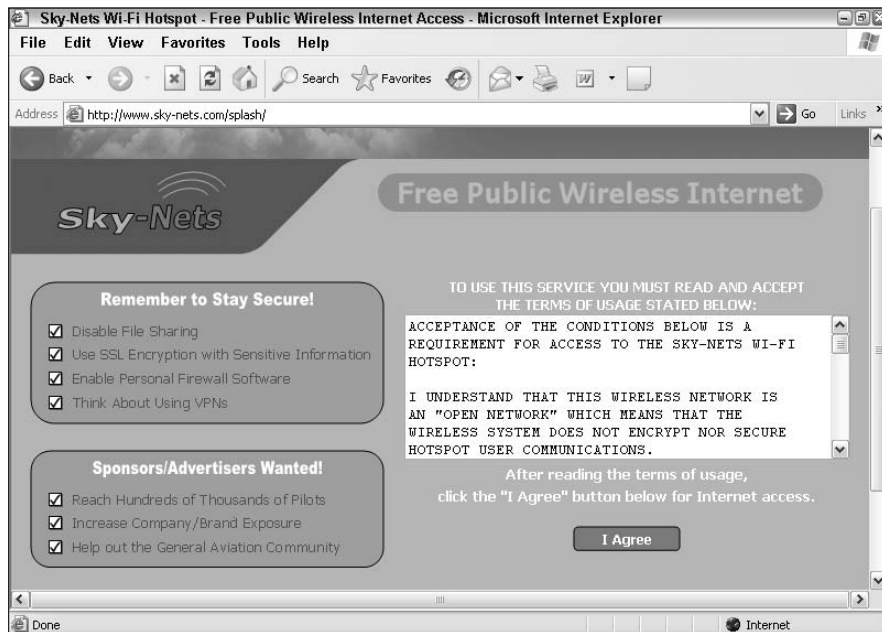 Sky-Nets Wi-Fi Hotspot - Free Public Wireless Internet Access - Microsoft Internet Explorer
File Edit View Favorites Tools Help
Back Search Favorites
Address http://www.sky-nets.com/splash/ Go Links »
Sky-Nets
Free Public Wireless Internet
Remember to Stay Secure!
Disable File Sharing
Use SSL Encryption with Sensitive Information
Enable Personal Firewall Software
Think About Using VPNs
Sponsors/Advertisers Wanted!
Reach Hundreds of Thousands of Pilots
Increase Company/Brand Exposure
Help out the General Aviation Community
TO USE THIS SERVICE YOU MUST READ AND ACCEPT
THE TERMS OF USAGE STATED BELOW:
ACCEPTANCE OF THE CONDITIONS BELOW IS A
REQUIREMENT FOR ACCESS TO THE SKY-NETS WI-FI
HOTSPOT:
I UNDERSTAND THAT THIS WIRELESS NETWORK IS
AN "OPEN NETWORK" WHICH MEANS THAT THE
WIRELESS SYSTEM DOES NOT ENCRYPT NOR SECURE
HOTSPOT USER COMMUNICATIONS.
After reading the terms of usage,
click the "I Agree" button below for Internet access.
I Agree
Done Internet